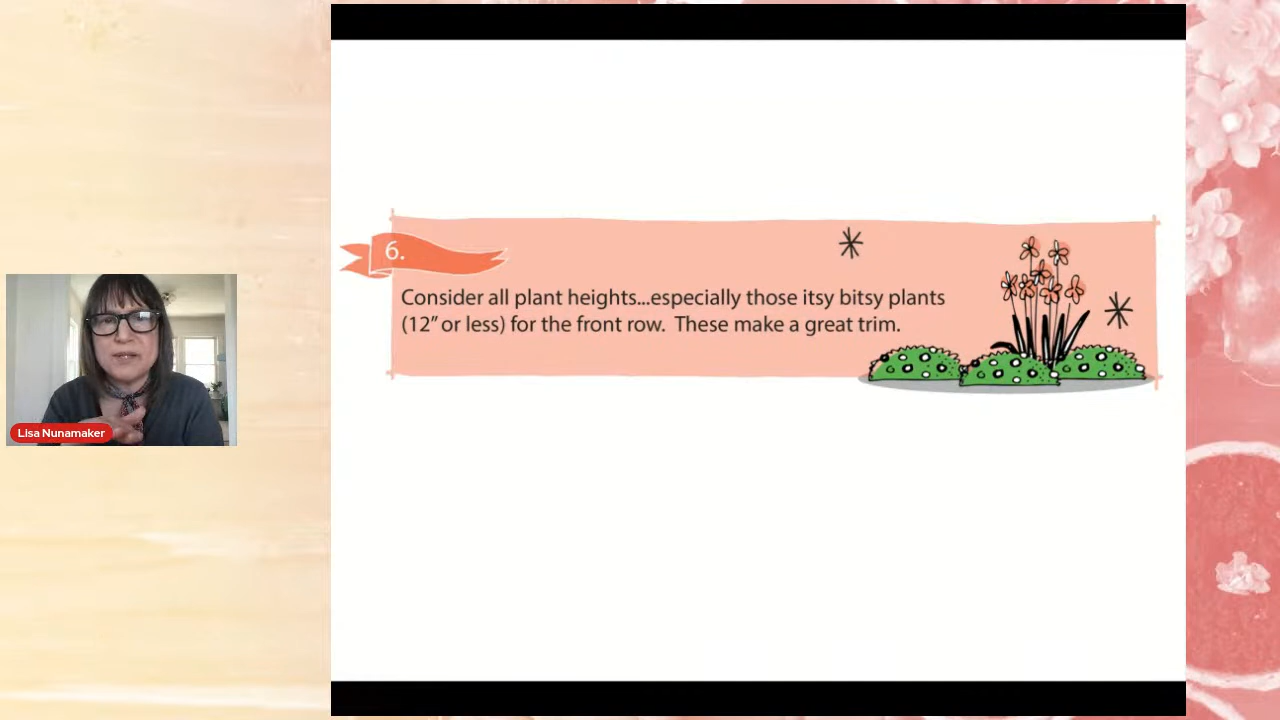 6.
Consider all plant heights...especially those itsy bitsy plants
(12” or less) for the front row.  These make a great trim.
Lisa Nunamaker